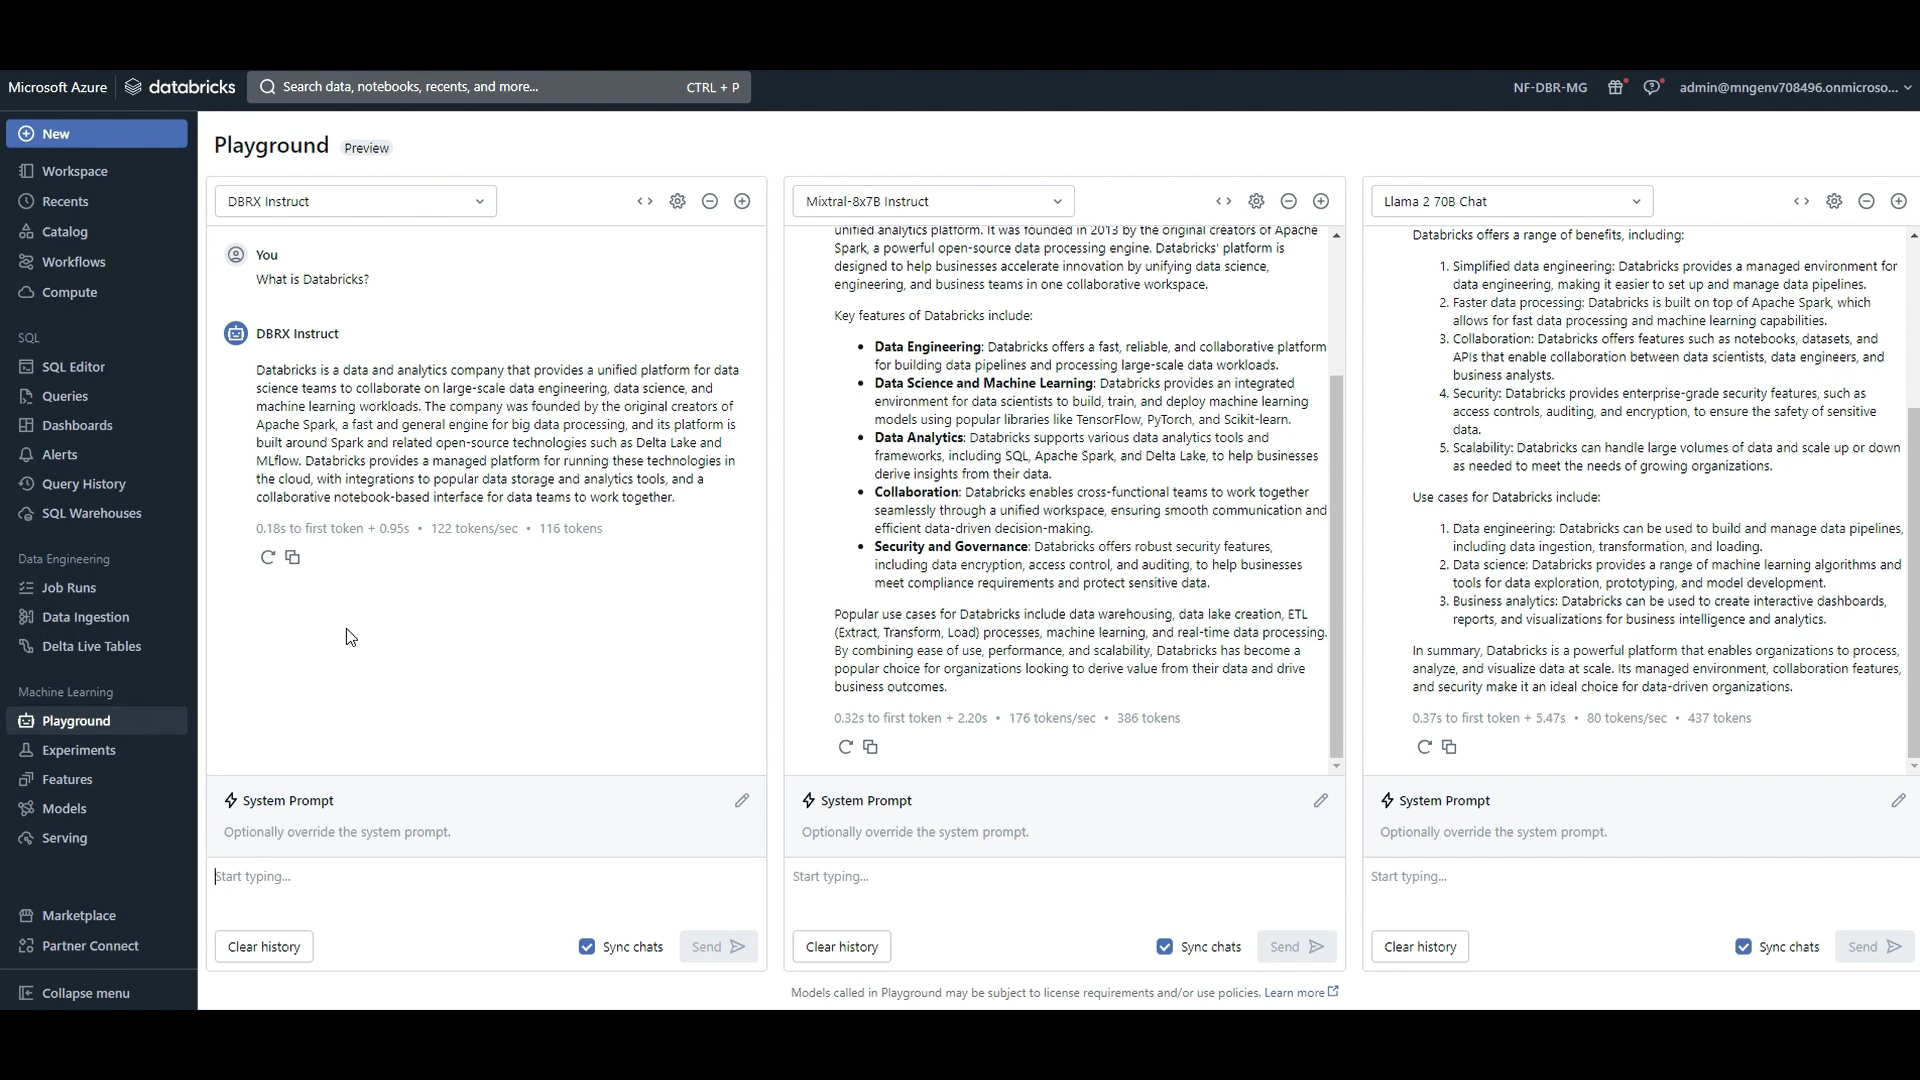 Microsoft Azure
databricks
Search data, notebooks, recents, and more...
CTRL + P
NF-DBR-MG
admin@mngenv708496.onmicroso...
New
Workspace
Recents
Catalog
Workflows
Compute
SQL
SQL Editor
Queries
Dashboards
Alerts
Query History
SQL Warehouses
Data Engineering
Job Runs
Data Ingestion
Delta Live Tables
Machine Learning
Playground
Experiments
Features
Models
Serving
Marketplace
Partner Connect
Collapse menu
Playground Preview
DBRX Instruct
You
What is Databricks?
DBRX Instruct
Databricks is a data and analytics company that provides a unified platform for data
science teams to collaborate on large-scale data engineering, data science, and
machine learning workloads. The company was founded by the original creators of
Apache Spark, a fast and general engine for big data processing, and its platform is
built around Spark and related open-source technologies such as Delta Lake and
MLflow. Databricks provides a managed platform for running these technologies in
the cloud, with integrations to popular data storage and analytics tools, and a
collaborative notebook-based interface for data teams to work together.
0.18s to first token + 0.95s • 122 tokens/sec • 116 tokens
System Prompt
Optionally override the system prompt.
Start typing...
Clear history
Sync chats
Send
Mixtral-8x7B Instruct
unified analytics platform. It was founded in 2013 by the original creators of Apache
Spark, a powerful open-source data processing engine. Databricks' platform is
designed to help businesses accelerate innovation by unifying data science,
engineering, and business teams in one collaborative workspace.
Key features of Databricks include:
• Data Engineering: Databricks offers a fast, reliable, and collaborative platform
for building data pipelines and processing large-scale data workloads.
• Data Science and Machine Learning: Databricks provides an integrated
environment for data scientists to build, train, and deploy machine learning
models using popular libraries like TensorFlow, PyTorch, and Scikit-learn.
• Data Analytics: Databricks supports various data analytics tools and
frameworks, including SQL, Apache Spark, and Delta Lake, to help businesses
derive insights from their data.
• Collaboration: Databricks enables cross-functional teams to work together
seamlessly through a unified workspace, ensuring smooth communication and
efficient data-driven decision-making.
• Security and Governance: Databricks offers robust security features,
including data encryption, access control, and auditing, to help businesses
meet compliance requirements and protect sensitive data.
Popular use cases for Databricks include data warehousing, data lake creation, ETL
(Extract, Transform, Load) processes, machine learning, and real-time data processing.
By combining ease of use, performance, and scalability, Databricks has become a
popular choice for organizations looking to derive value from their data and drive
business outcomes.
0.32s to first token + 2.20s • 176 tokens/sec • 386 tokens
System Prompt
Optionally override the system prompt.
Start typing...
Clear history
Sync chats
Send
Llama 2 70B Chat
Databricks offers a range of benefits, including:
1. Simplified data engineering: Databricks provides a managed environment for
data engineering, making it easier to set up and manage data pipelines.
2. Faster data processing: Databricks is built on top of Apache Spark, which
allows for fast data processing and machine learning capabilities.
3. Collaboration: Databricks offers features such as notebooks, datasets, and
APIs that enable collaboration between data scientists, data engineers, and
business analysts.
4. Security: Databricks provides enterprise-grade security features, such as
access controls, auditing, and encryption, to ensure the safety of sensitive
data.
5. Scalability: Databricks can handle large volumes of data and scale up or down
as needed to meet the needs of growing organizations.
Use cases for Databricks include:
1. Data engineering: Databricks can be used to build and manage data pipelines,
including data ingestion, transformation, and loading.
2. Data science: Databricks provides a range of machine learning algorithms and
tools for data exploration, prototyping, and model development.
3. Business analytics: Databricks can be used to create interactive dashboards,
reports, and visualizations for business intelligence and analytics.
In summary, Databricks is a powerful platform that enables organizations to process,
analyze, and visualize data at scale. Its managed environment, collaboration features,
and security make it an ideal choice for data-driven organizations.
0.37s to first token + 5.47s • 80 tokens/sec • 437 tokens
System Prompt
Optionally override the system prompt.
Start typing...
Clear history
Sync chats
Send
Models called in Playground may be subject to license requirements and/or use policies. Learn more